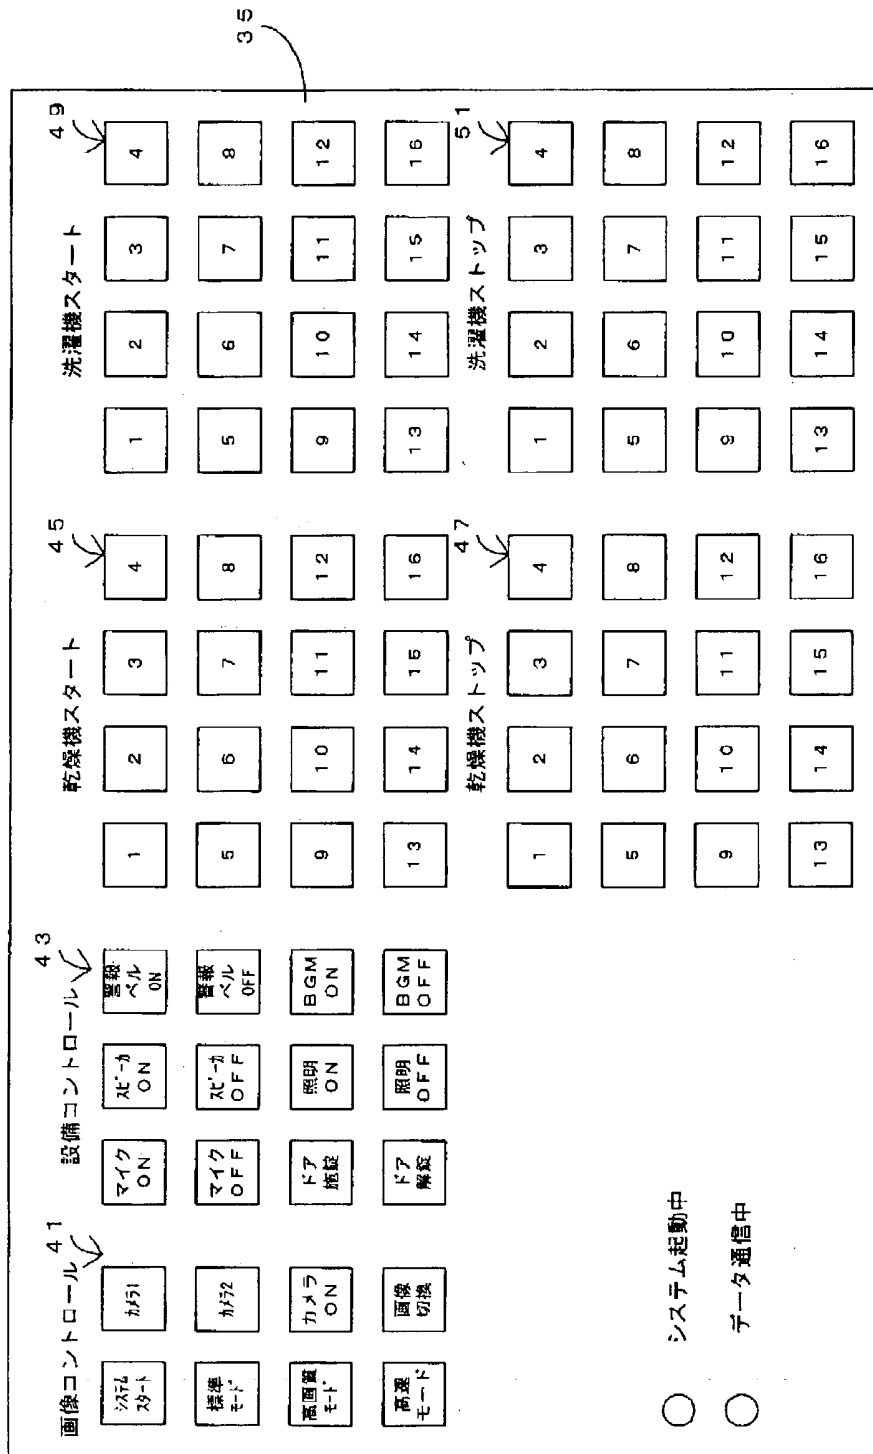 35
画像コントロール
41
システム
スタート
カメラ1
標準
モード
カメラ2
高画質
モード
カメラ
ON
高速
モード
画像
切換
設備コントロール
43
マイク
ON
スピーカ
ON
警報
ベル
ON
マイク
OFF
スピーカ
OFF
警報
ベル
OFF
ドア
施錠
照明
ON
BGM
ON
ドア
解錠
照明
OFF
BGM
OFF
乾燥機スタート
45
1 2 3 4
5 6 7 8
9 10 11 12
13 14 15 16
洗濯機スタート
49
1 2 3 4
5 6 7 8
9 10 11 12
13 14 15 16
乾燥機ストップ
47
1 2 3 4
5 6 7 8
9 10 11 12
13 14 15 16
洗濯機ストップ
51
1 2 3 4
5 6 7 8
9 10 11 12
13 14 15 16
システム起動中
データ通信中